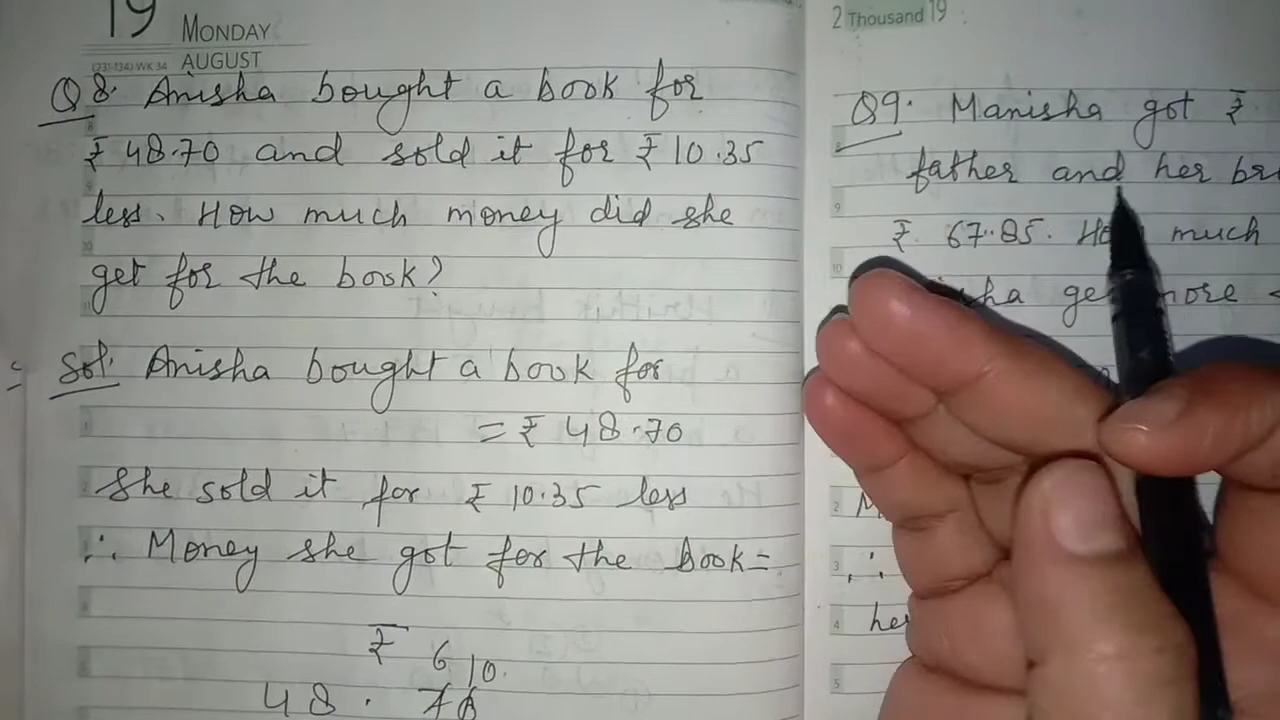 19 MONDAY
(231-134) WK 34 AUGUST
Q8. Anisha bought a book for
₹ 48.70 and sold it for ₹ 10.35
less. How much money did she
get for the book?
Sol. Anisha bought a book for
= ₹ 48.70
She sold it for ₹ 10.35 less
∴ Money she got for the book =
₹ 6 10.
48 . 70
2 Thousand 19
Q9. Manisha got ₹
father and her
₹ 67.85. much
more
∴